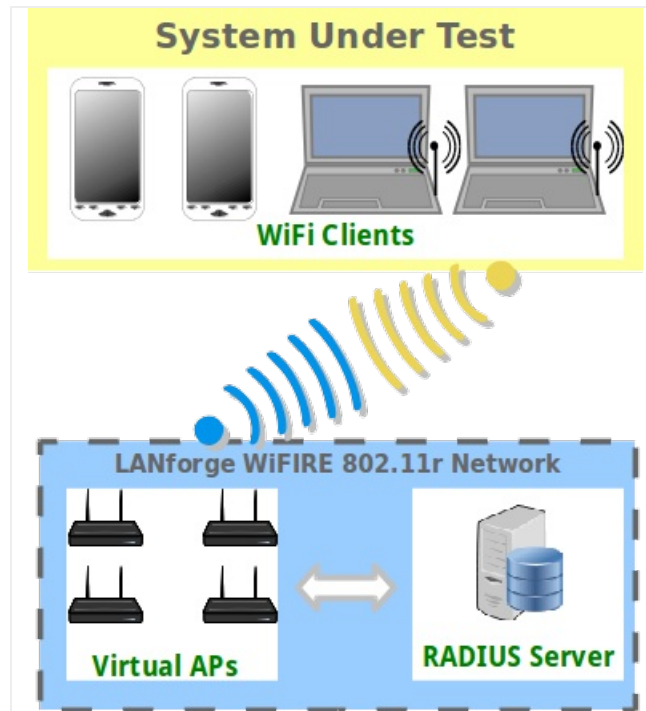 System Under Test
WiFi Clients
LANforge WiFIRE 802.11r Network
Virtual APs
RADIUS Server